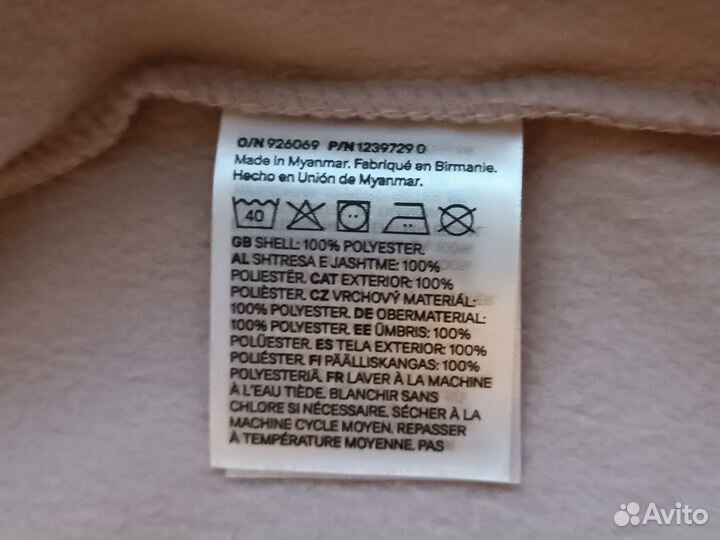 O/N 926069 P/N 1239729 0
Made in Myanmar. Fabriqué en Birmanie.
Hecho en Unión de Myanmar.
40
GB SHELL: 100% POLYESTER.
AL SHTRESA E JASHTME: 100%
POLIESTËR. CAT EXTERIOR: 100%
POLIÈSTER. CZ VRCHOVÝ MATERIÁL:
100% POLYESTER. DE OBERMATERIAL:
100% POLYESTER. EE ÜMBRIS: 100%
POLÜESTER. ES TELA EXTERIOR: 100%
POLIÉSTER. FI PÄÄLLISKANGAS: 100%
POLYESTERIÄ. FR LAVER À LA MACHINE
À L'EAU TIÈDE. BLANCHIR SANS
CHLORE SI NÉCESSAIRE. SÉCHER À LA
MACHINE CYCLE MOYEN. REPASSER
À TEMPÉRATURE MOYENNE. PAS
Avito